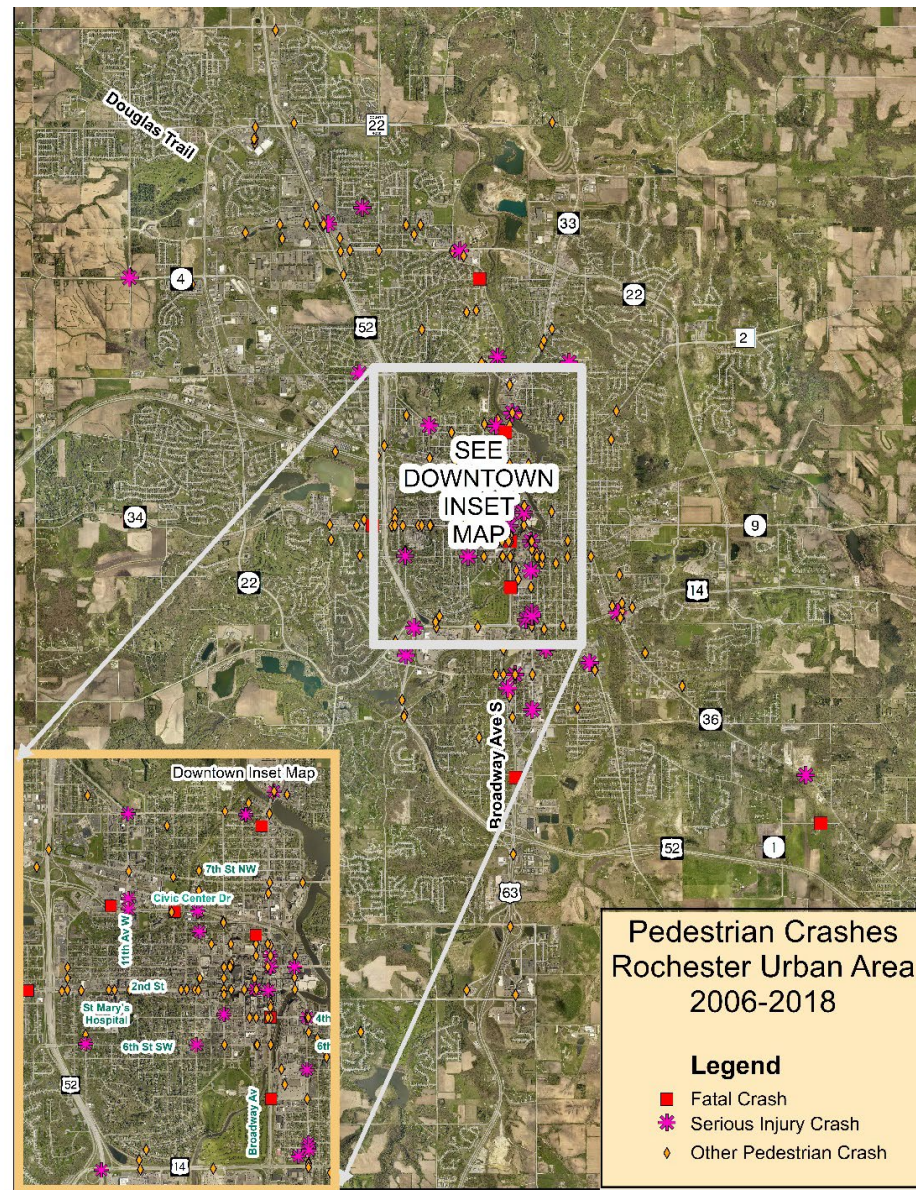 Douglas Trail
COUNTY
22
33
4
22
52
2
SEE
DOWNTOWN
INSET
MAP
34
9
22
14
36
Broadway Ave S
52
1
63
Downtown Inset Map
7th St NW
Civic Center Dr
11th Av W
2nd St
St Mary's
Hospital
4th
6th St SW
6th
52
Broadway Av
14
Pedestrian Crashes
Rochester Urban Area
2006-2018
Legend
Fatal Crash
Serious Injury Crash
Other Pedestrian Crash